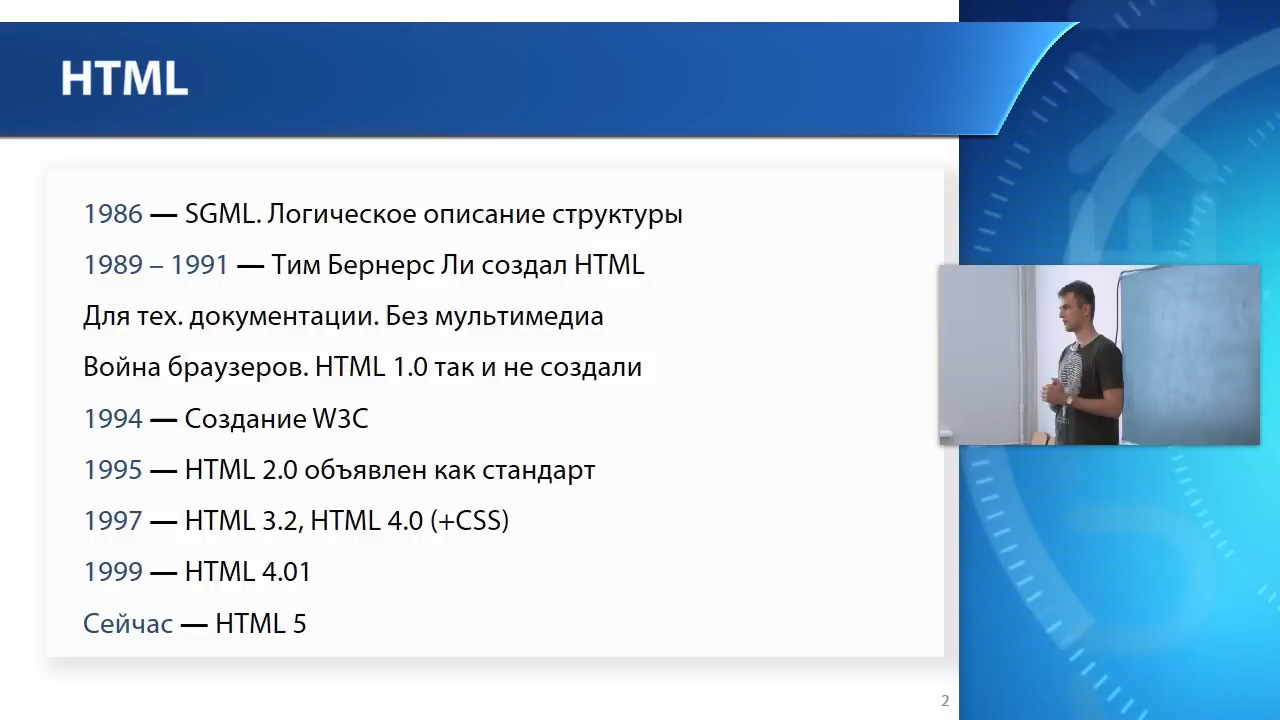 HTML
1986 — SGML. Логическое описание структуры
1989 – 1991 — Тим Бернерс Ли создал HTML
Для тех. документации. Без мультимедиа
Война браузеров. HTML 1.0 так и не создали
1994 — Создание W3C
1995 — HTML 2.0 объявлен как стандарт
1997 — HTML 3.2, HTML 4.0 (+CSS)
1999 — HTML 4.01
Сейчас — HTML 5
2